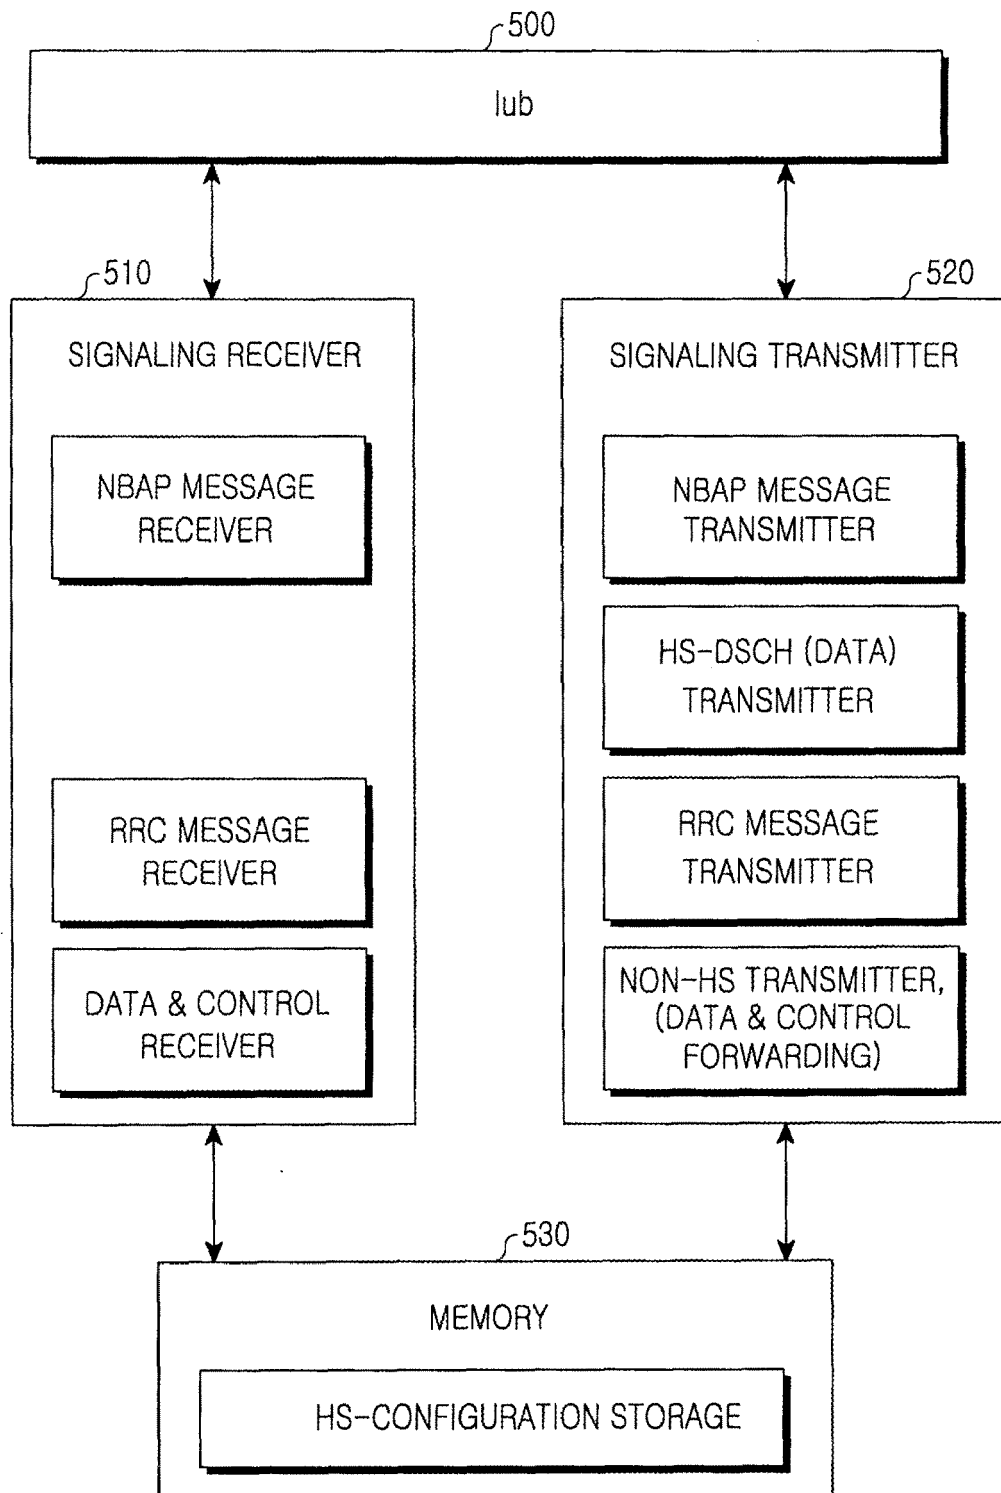 500
Iub
510
SIGNALING RECEIVER
NBAP MESSAGE
RECEIVER
RRC MESSAGE
RECEIVER
DATA & CONTROL
RECEIVER
520
SIGNALING TRANSMITTER
NBAP MESSAGE
TRANSMITTER
HS-DSCH (DATA)
TRANSMITTER
RRC MESSAGE
TRANSMITTER
NON-HS TRANSMITTER,
(DATA & CONTROL
FORWARDING)
530
MEMORY
HS-CONFIGURATION STORAGE